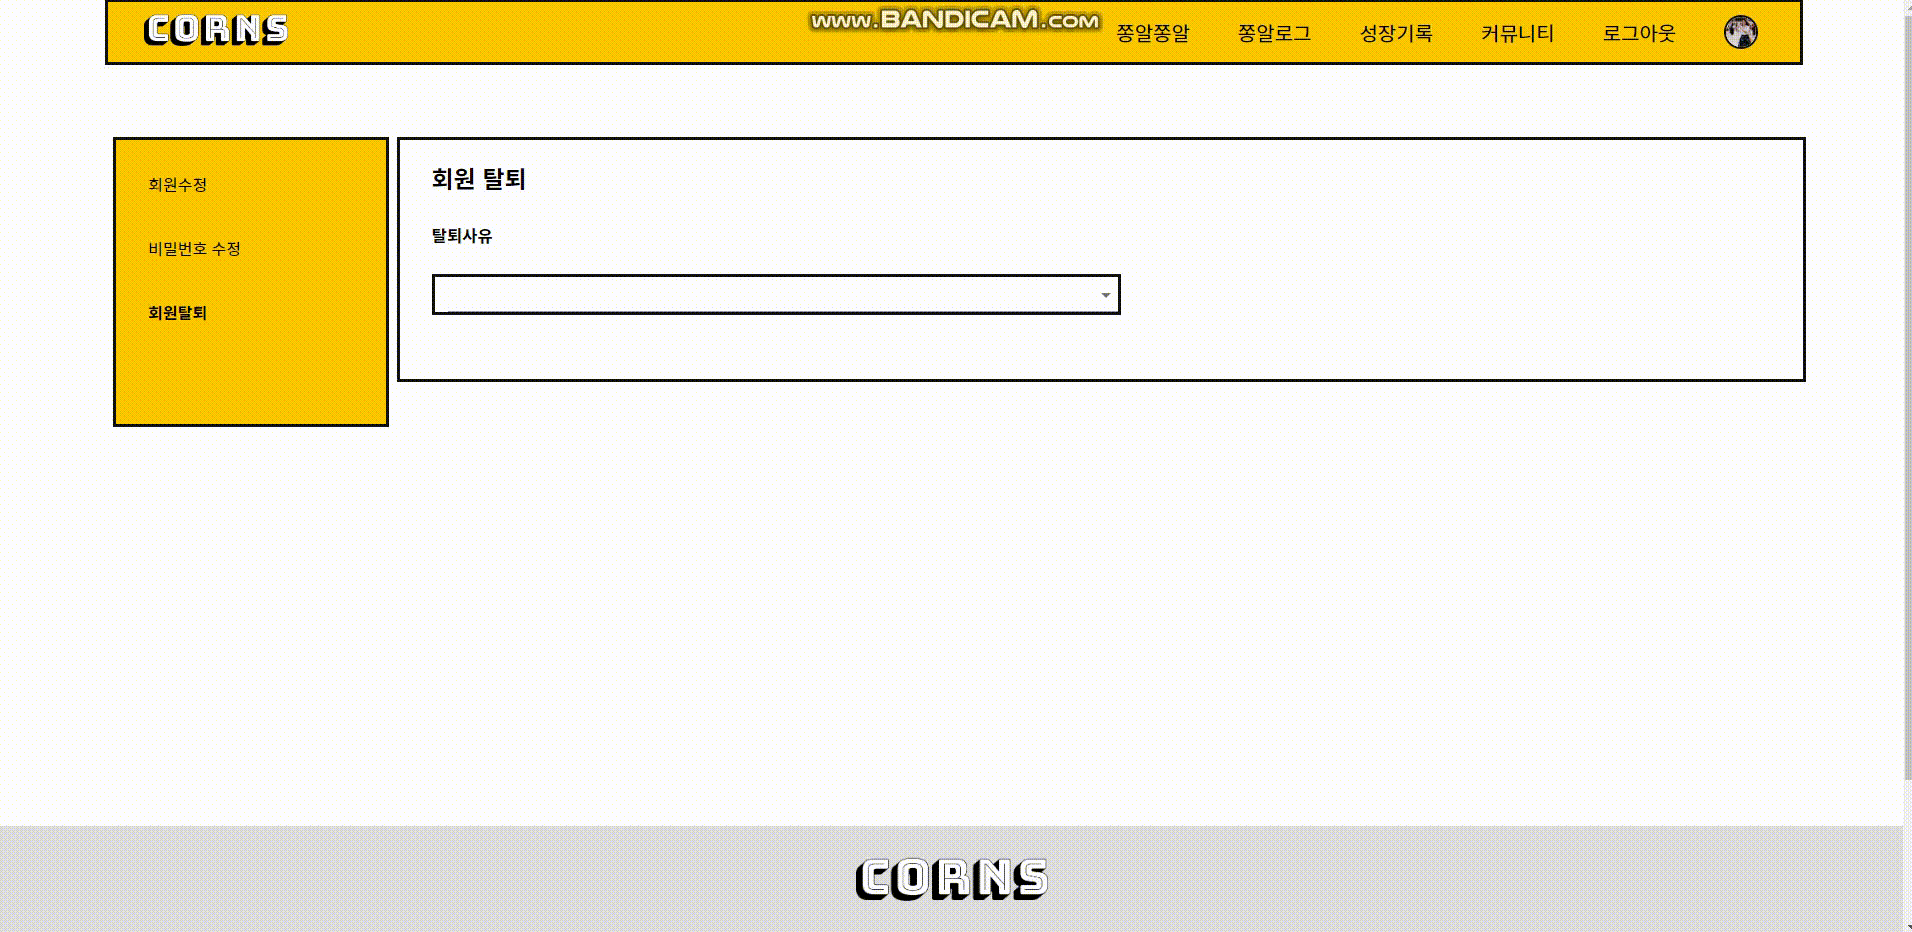 CORNS
www.BANDICAM.com
쫑알쫑알
쫑알로그
성장기록
커뮤니티
로그아웃
회원수정
비밀번호 수정
회원탈퇴
회원 탈퇴
탈퇴사유
CORNS